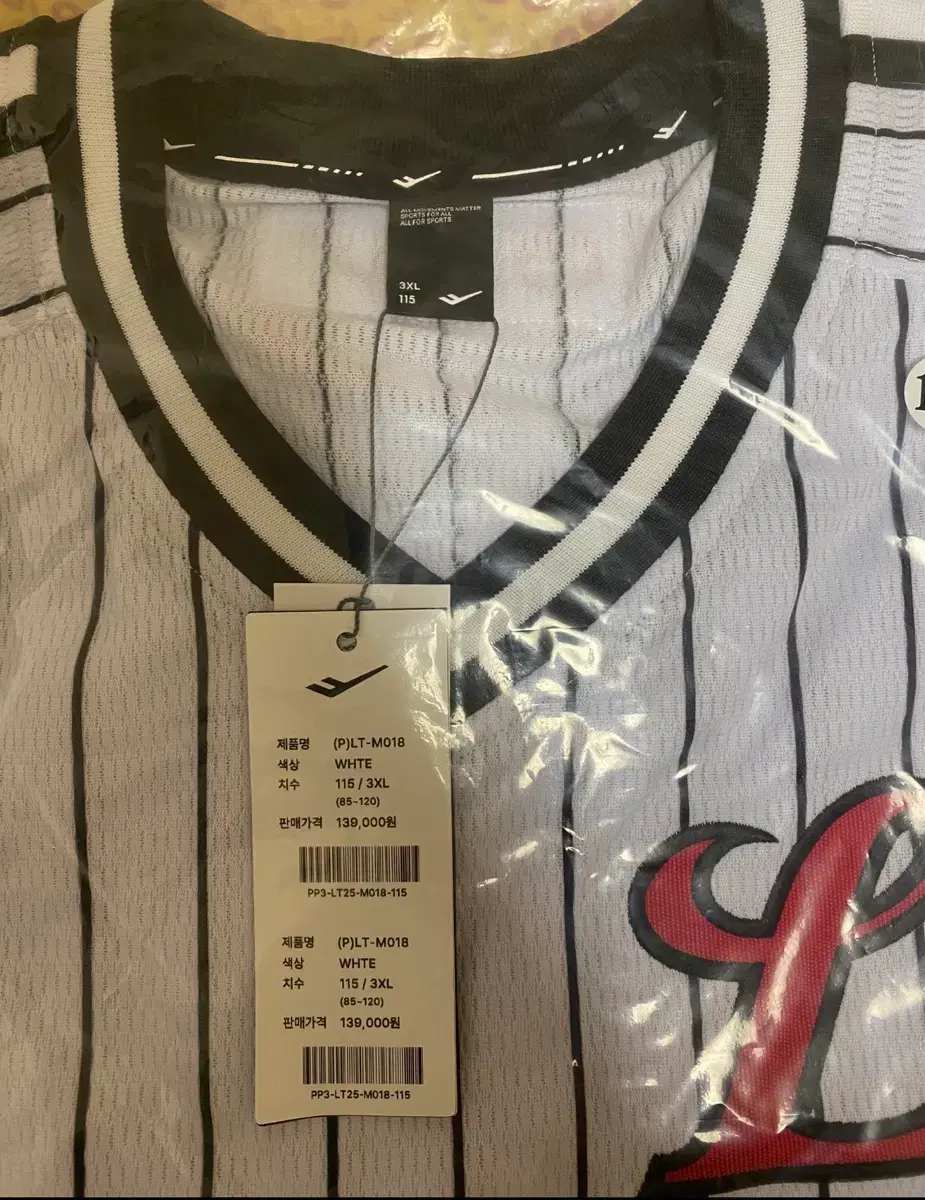 ALL MOVEMENTS MATTER
SPORTS FOR ALL
ALL FOR SPORTS
3XL
115
제품명 (P)LT-M018
색상 WHTE
치수 115 / 3XL
(85~120)
판매가격 139,000원
PP3-LT25-M018-115
제품명 (P)LT-M018
색상 WHTE
치수 115 / 3XL
(85~120)
판매가격 139,000원
PP3-LT25-M018-115
L